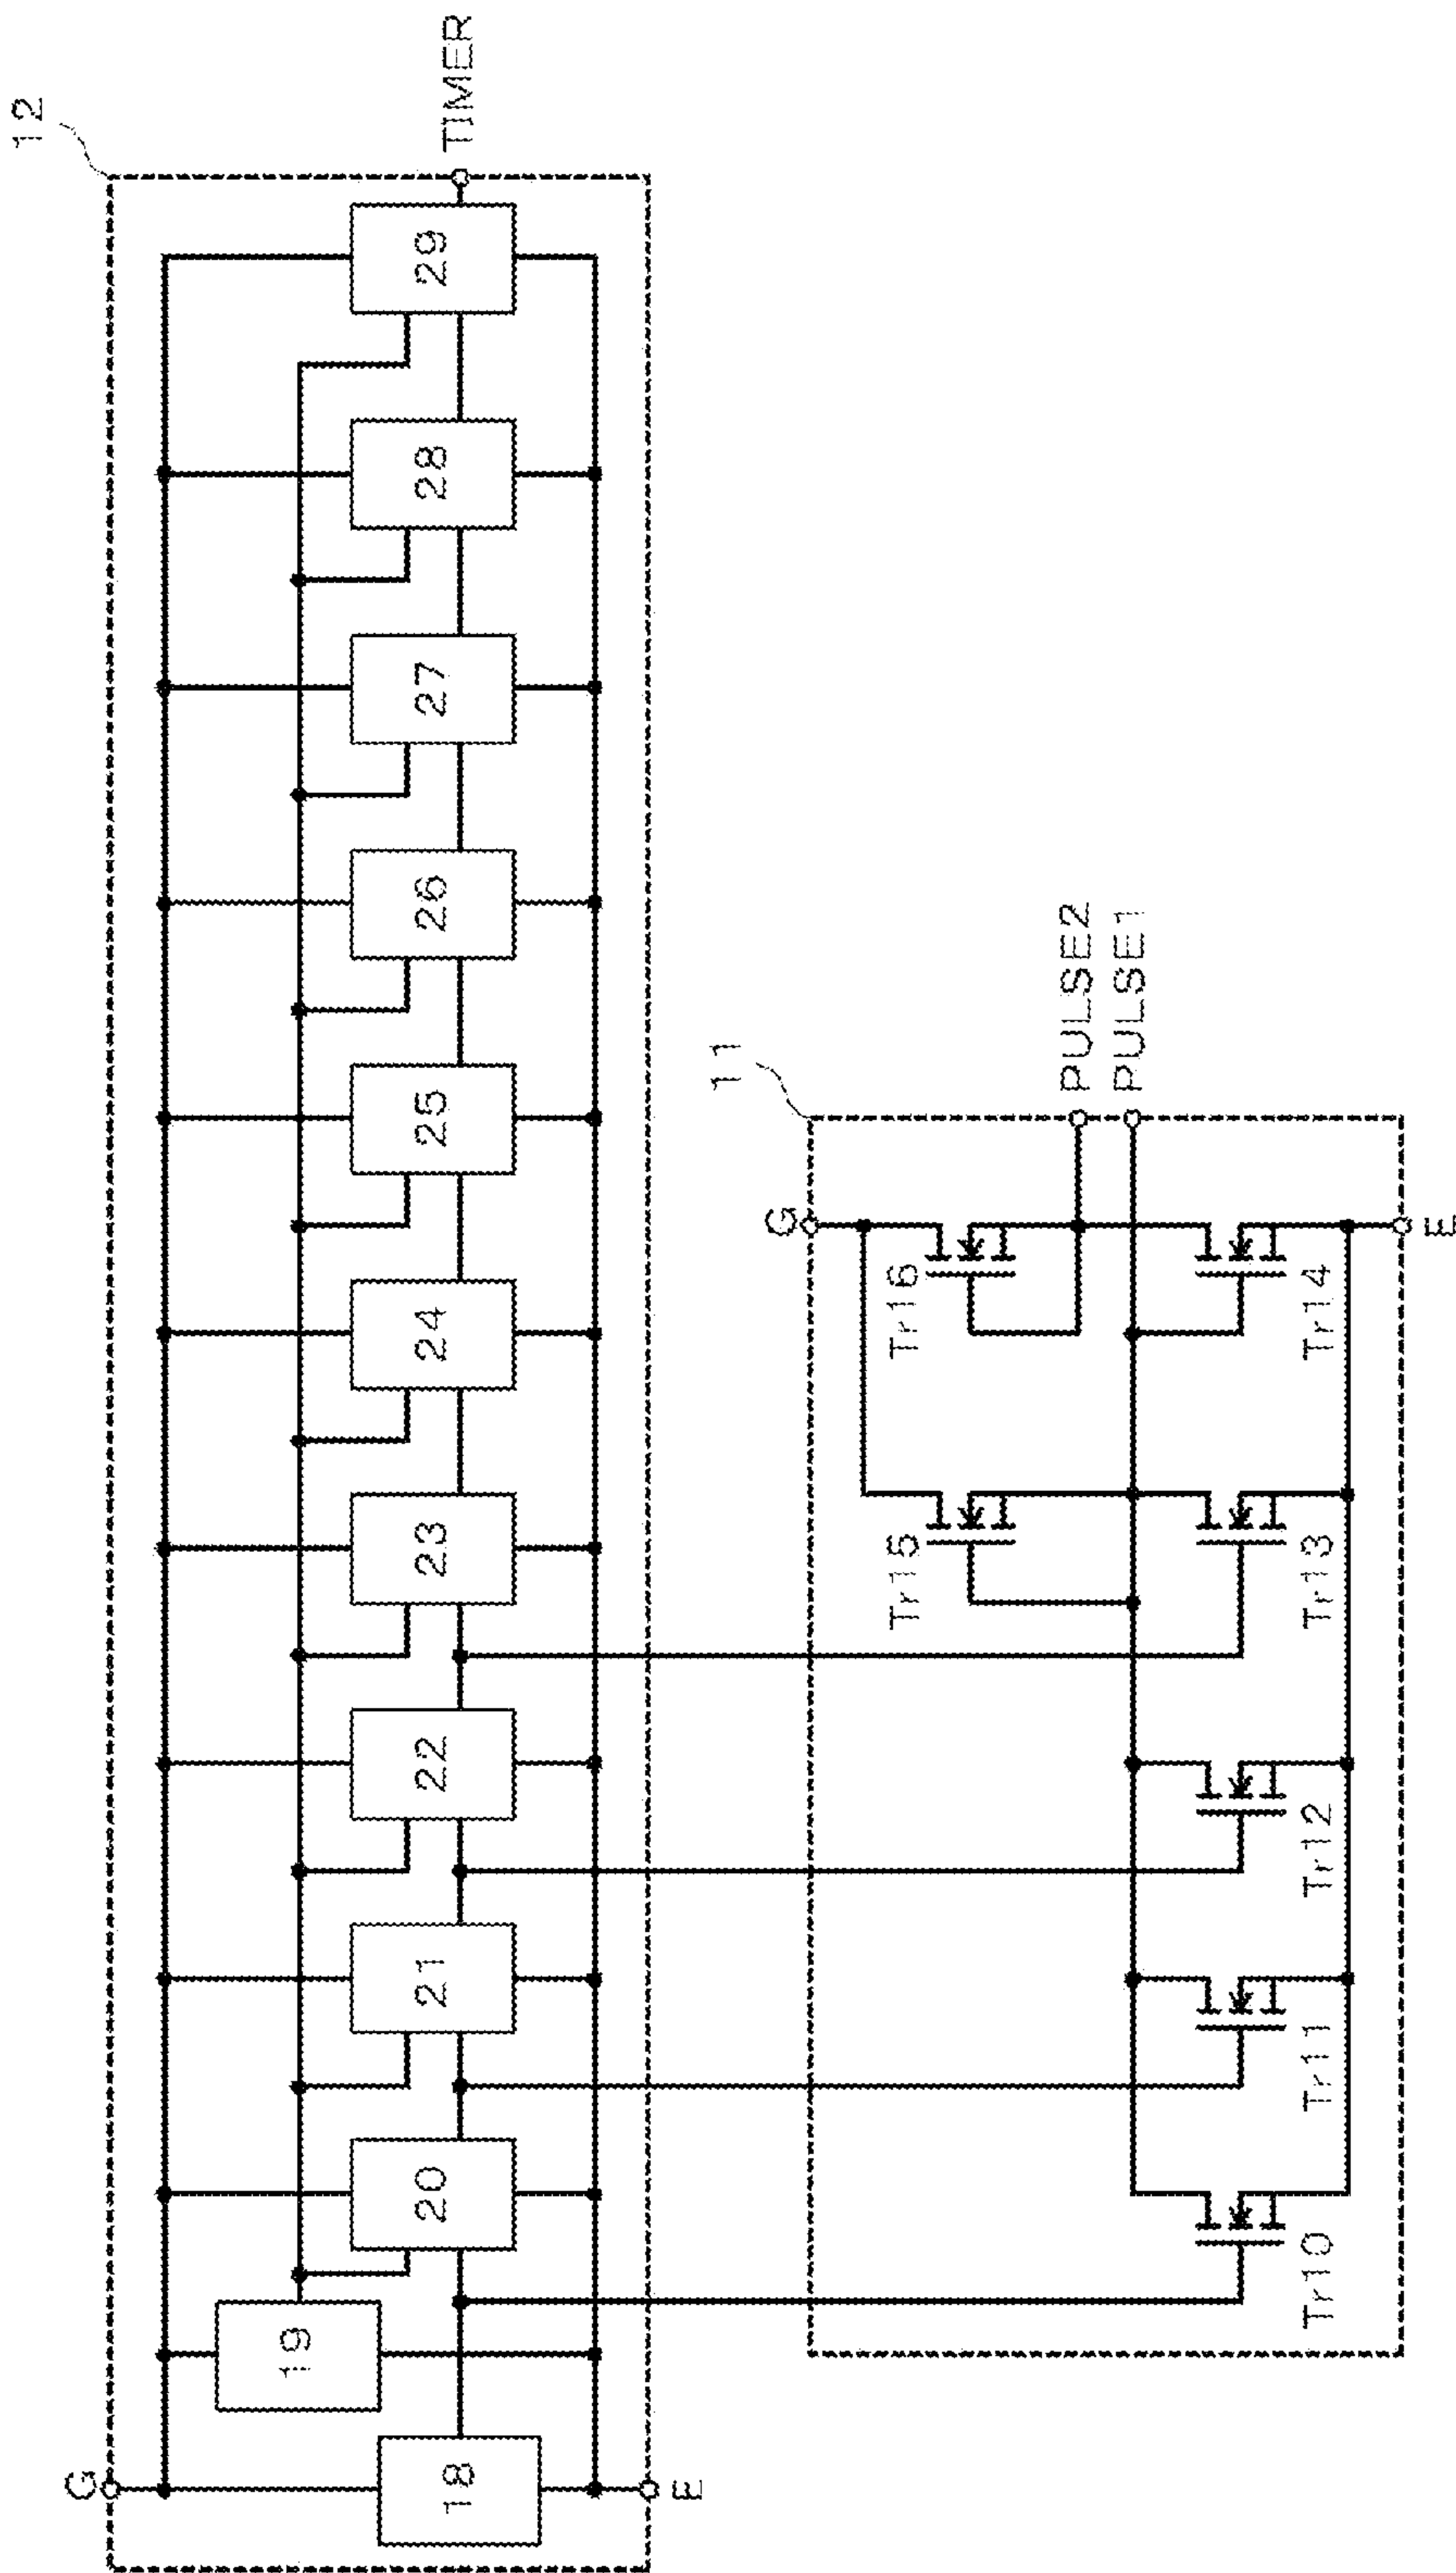 12
G
18
19
20
21
22
23
24
25
26
27
28
29
TIMER
E
11
G
Tr15
Tr16
PULSE2
PULSE1
Tr10
Tr11
Tr12
Tr13
Tr14
E